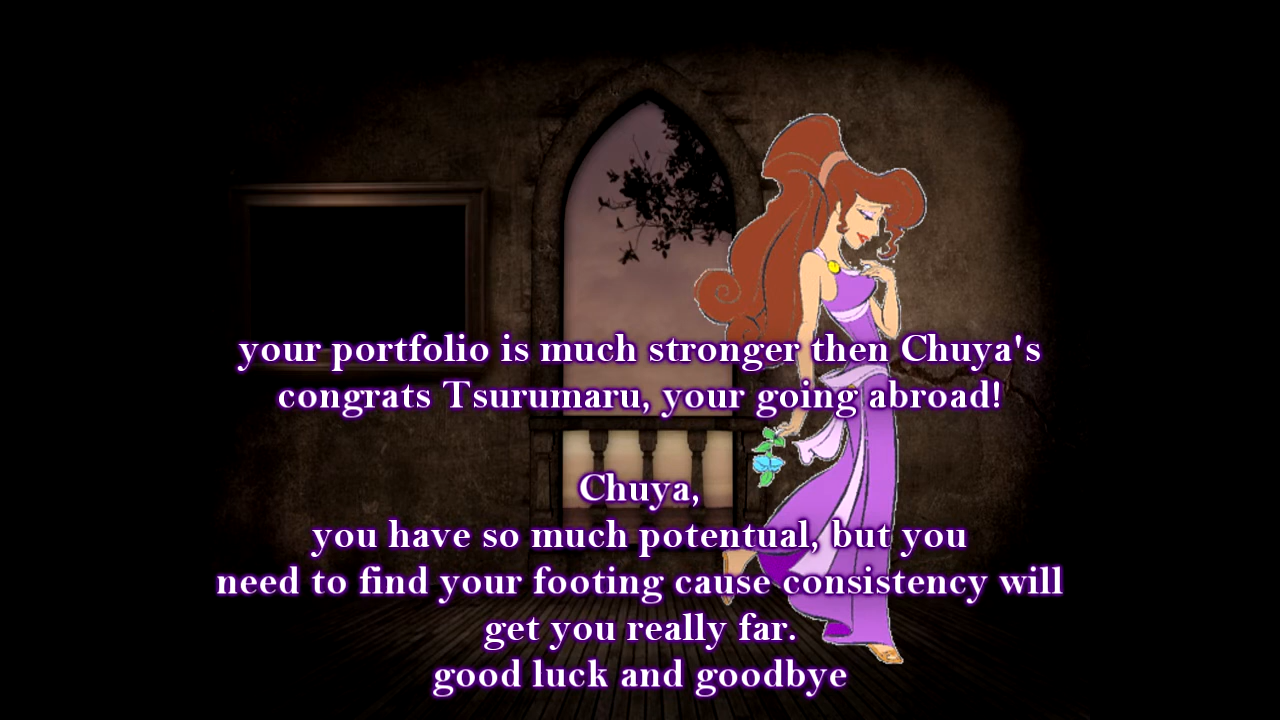 your portfolio is much stronger then Chuya's
congrats Tsurumaru, your going abroad!
Chuya,
you have so much potentual, but you
need to find your footing cause consistency will
get you really far.
good luck and goodbye